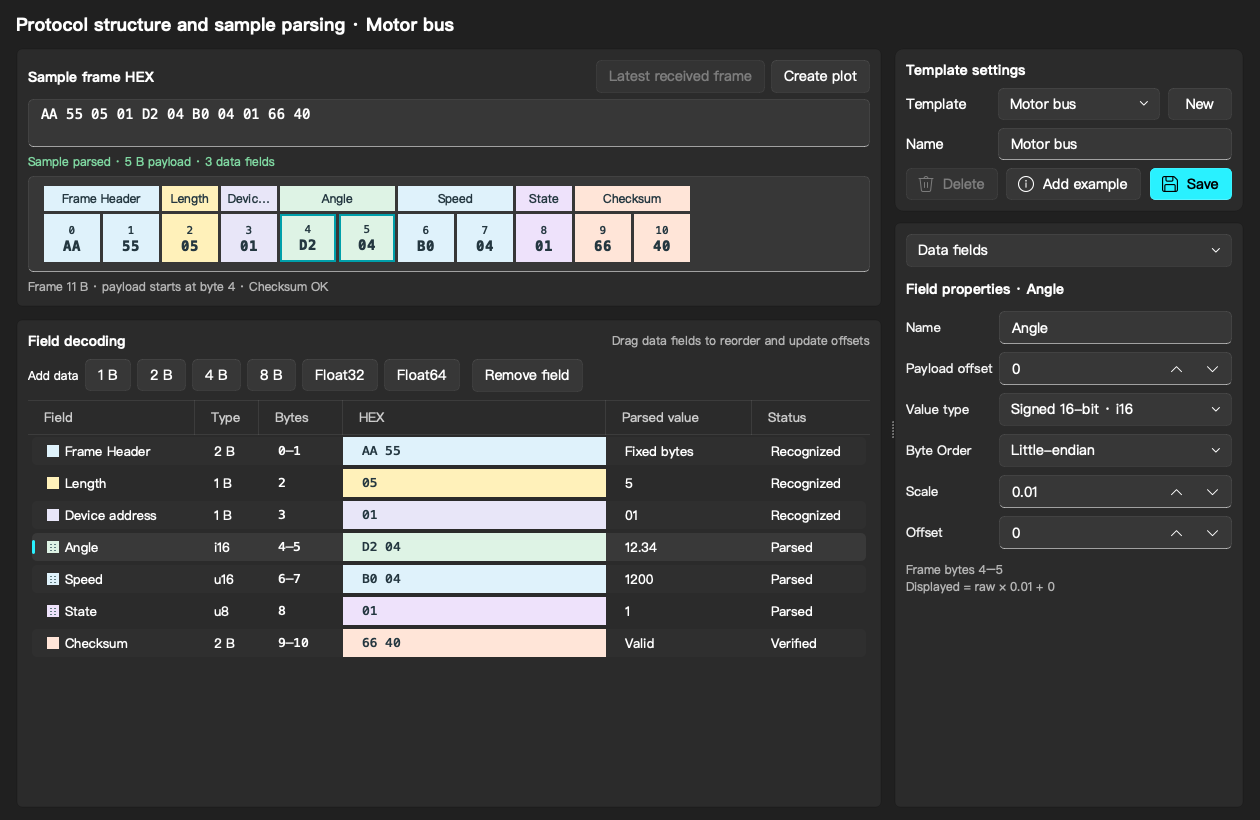 Protocol structure and sample parsing · Motor bus
Sample frame HEX
Latest received frame
Create plot
AA 55 05 01 D2 04 B0 04 01 66 40
Sample parsed · 5 B payload · 3 data fields
Frame Header Length Devic... Angle Speed State Checksum
0 1 2 3 4 5 6 7 8 9 10
AA 55 05 01 D2 04 B0 04 01 66 40
Frame 11 B · payload starts at byte 4 · Checksum OK
Field decoding
Drag data fields to reorder and update offsets
Add data 1 B 2 B 4 B 8 B Float32 Float64 Remove field
Field Type Bytes HEX Parsed value Status
Frame Header 2 B 0–1 AA 55 Fixed bytes Recognized
Length 1 B 2 05 5 Recognized
Device address 1 B 3 01 01 Recognized
Angle i16 4–5 D2 04 12.34 Parsed
Speed u16 6–7 B0 04 1200 Parsed
State u8 8 01 1 Parsed
Checksum 2 B 9–10 66 40 Valid Verified
Template settings
Template Motor bus New
Name Motor bus
Delete Add example Save
Data fields
Field properties · Angle
Name Angle
Payload offset 0
Value type Signed 16-bit · i16
Byte Order Little-endian
Scale 0.01
Offset 0
Frame bytes 4–5
Displayed = raw × 0.01 + 0